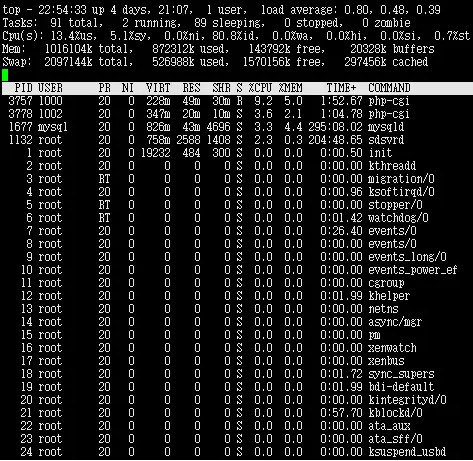 top - 22:54:33 up 4 days, 21:07, 1 user, load average: 0.80, 0.48, 0.39
Tasks: 91 total, 2 running, 89 sleeping, 0 stopped, 0 zombie
Cpu(s): 13.4%us, 5.1%sy, 0.0%ni, 80.8%id, 0.0%wa, 0.0%hi, 0.0%si, 0.7%st
Mem: 1016104k total, 872312k used, 143792k free, 20328k buffers
Swap: 2097144k total, 526988k used, 1570156k free, 297456k cached
PID USER PR NI VIRT RES SHR S %CPU %MEM TIME+ COMMAND
3757 1000 20 0 228m 49m 30m R 9.2 5.0 1:52.67 php-cgi
3778 1002 20 0 347m 20m 10m S 3.6 2.1 1:04.78 php-cgi
1677 mysql 20 0 826m 43m 4696 S 3.3 4.4 295:08.02 mysqld
1132 root 20 0 758m 2588 1408 S 2.3 0.3 204:48.65 sdsvrd
1 root 20 0 19232 484 300 S 0.0 0.0 0:00.50 init
2 root 20 0 0 0 0 S 0.0 0.0 0:00.00 kthreadd
3 root RT 0 0 0 0 S 0.0 0.0 0:00.00 migration/0
4 root 20 0 0 0 0 S 0.0 0.0 0:00.96 ksoftirqd/0
5 root RT 0 0 0 0 S 0.0 0.0 0:00.00 stopper/0
6 root RT 0 0 0 0 S 0.0 0.0 0:01.42 watchdog/0
7 root 20 0 0 0 0 S 0.0 0.0 0:26.40 events/0
8 root 20 0 0 0 0 S 0.0 0.0 0:00.00 events/0
9 root 20 0 0 0 0 S 0.0 0.0 0:00.00 events_long/0
10 root 20 0 0 0 0 S 0.0 0.0 0:00.00 events_power_ef
11 root 20 0 0 0 0 S 0.0 0.0 0:00.00 cgroup
12 root 20 0 0 0 0 S 0.0 0.0 0:01.99 khelper
13 root 20 0 0 0 0 S 0.0 0.0 0:00.00 netns
14 root 20 0 0 0 0 S 0.0 0.0 0:00.00 async/mgr
15 root 20 0 0 0 0 S 0.0 0.0 0:00.00 pm
16 root 20 0 0 0 0 S 0.0 0.0 0:00.00 xenwatch
17 root 20 0 0 0 0 S 0.0 0.0 0:00.00 xenbus
18 root 20 0 0 0 0 S 0.0 0.0 0:01.72 sync_supers
19 root 20 0 0 0 0 S 0.0 0.0 0:01.99 bdi-default
20 root 20 0 0 0 0 S 0.0 0.0 0:00.00 kintegrityd/0
21 root 20 0 0 0 0 S 0.0 0.0 0:57.70 kblockd/0
22 root 20 0 0 0 0 S 0.0 0.0 0:00.00 ata_aux
23 root 20 0 0 0 0 S 0.0 0.0 0:00.00 ata_sff/0
24 root 20 0 0 0 0 S 0.0 0.0 0:00.00 ksuspend_usbd